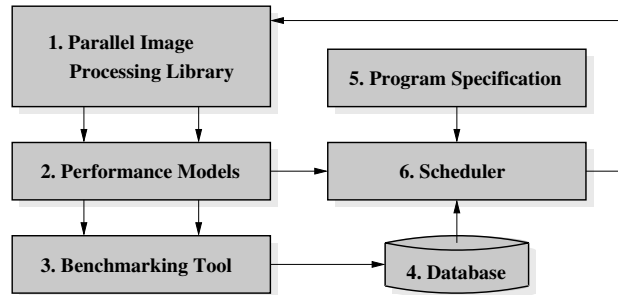 1. Parallel Image
Processing Library
2. Performance Models
3. Benchmarking Tool
4. Database
5. Program Specification
6. Scheduler